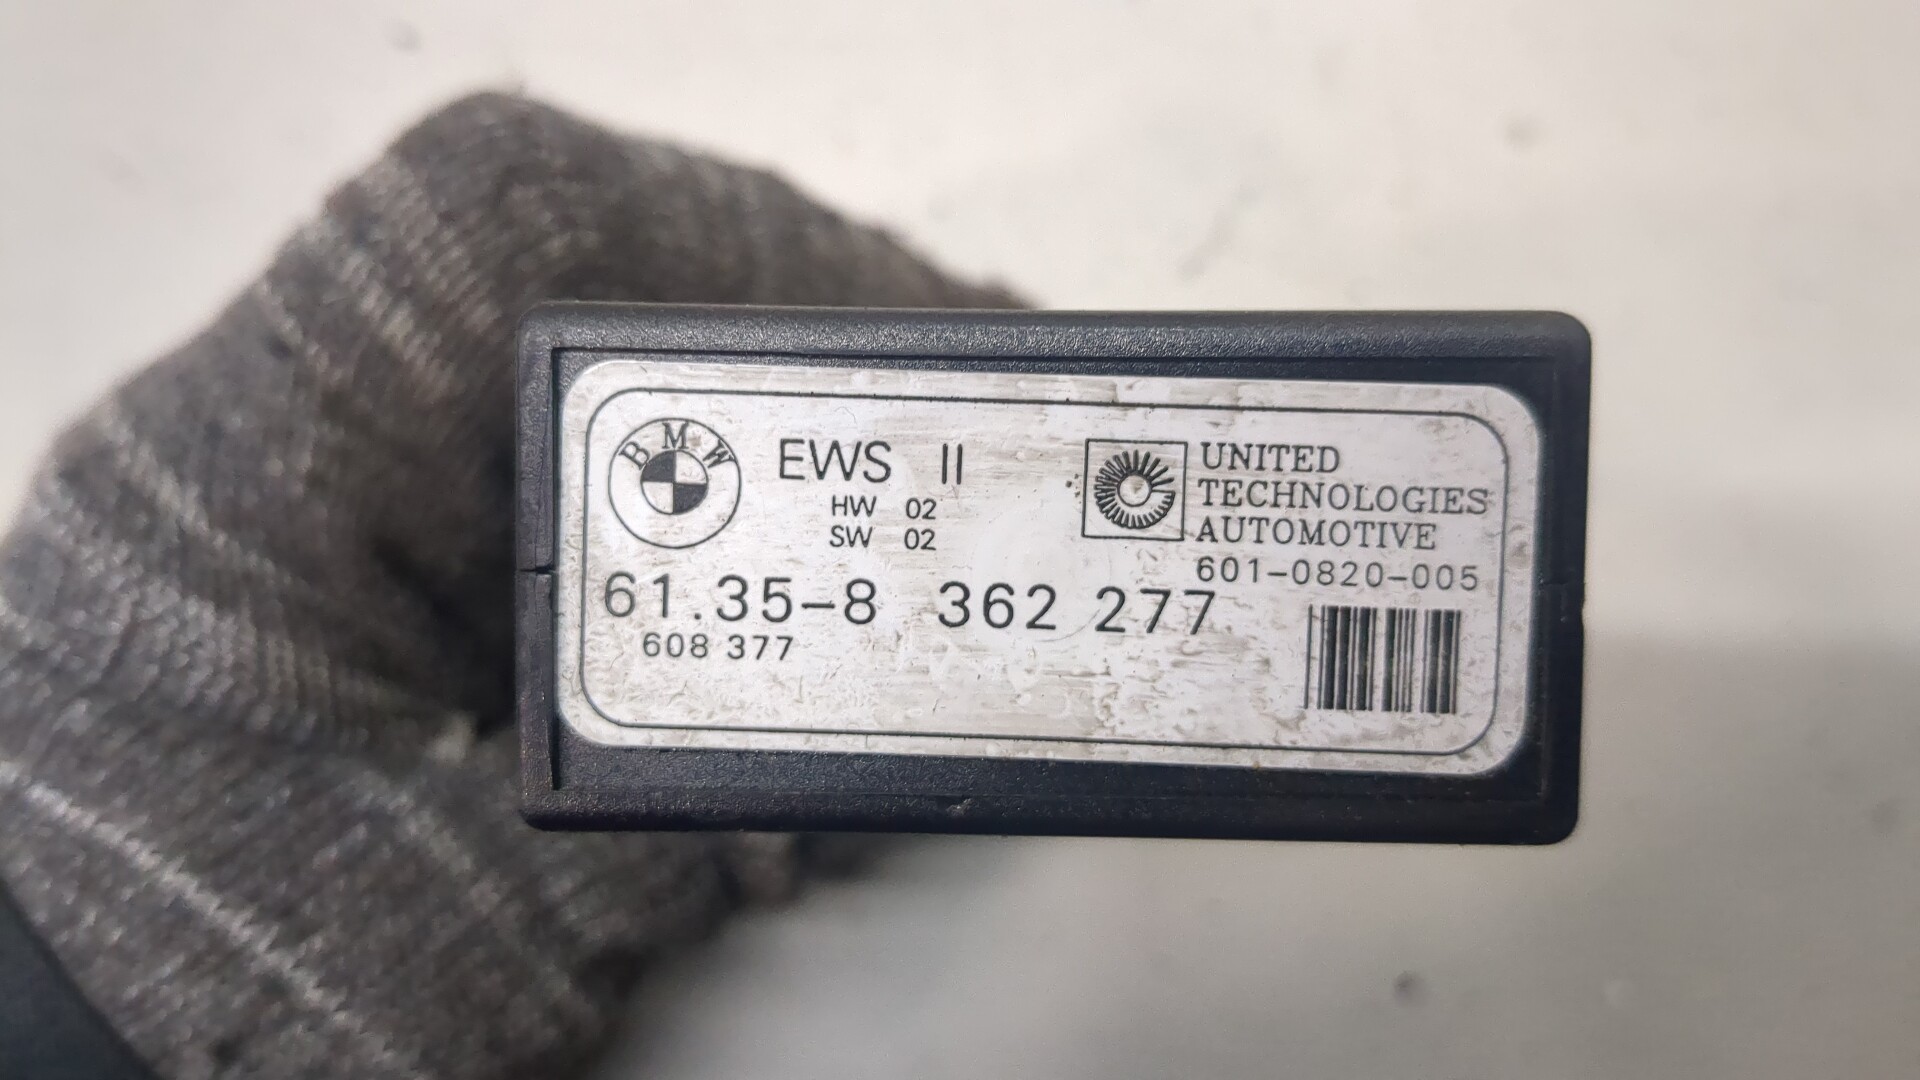 BMW
EWS II
HW 02
SW 02
UNITED
TECHNOLOGIES
AUTOMOTIVE
601-0820-005
61.35-8 362 277
608 377